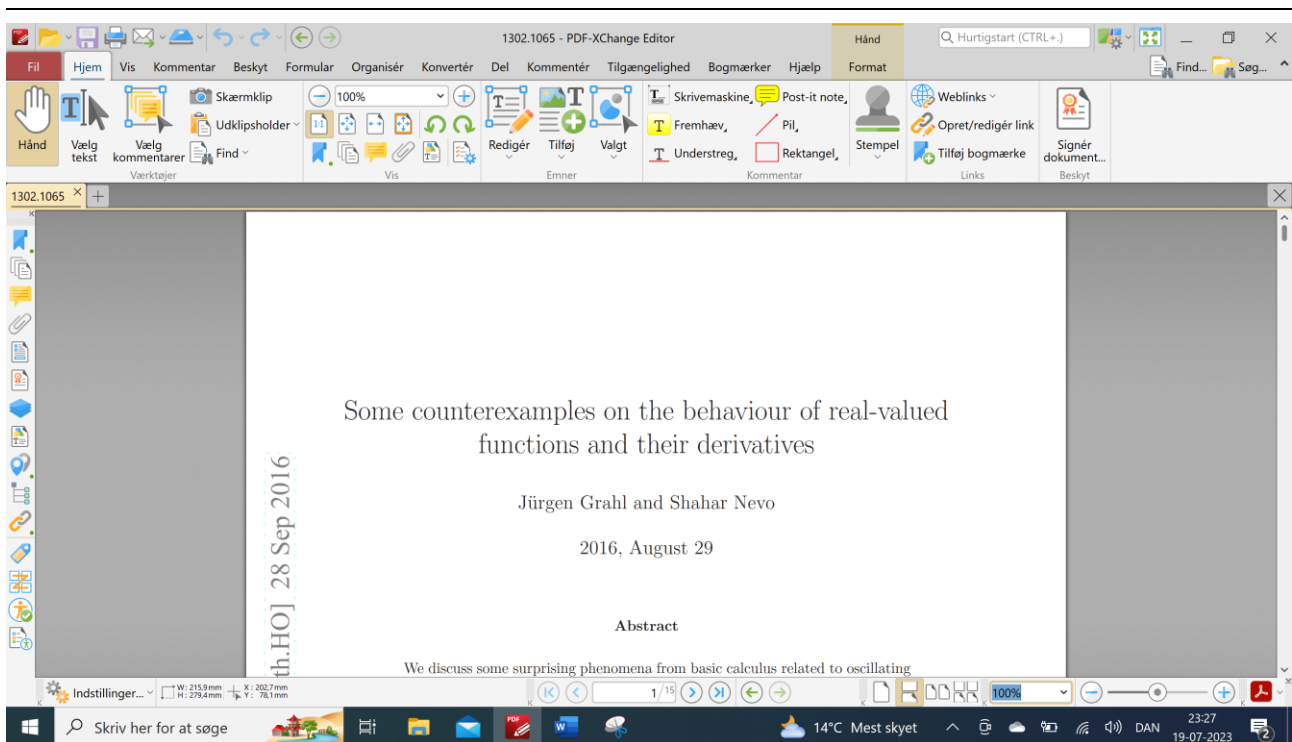 1302.1065 - PDF-XChange Editor
Hånd
Hurtigstart (CTRL+.)
Fil Hjem Vis Kommentar Beskyt Formular Organisér Konvertér Del Kommentér Tilgængelighed Bogmærker Hjælp Format
Find... Søg...
Hånd
Vælg tekst
Vælg kommentarer
Skærmklip
Udklipsholder
Find
Værktøjer
100%
Vis
Redigér
Tilføj
Valgt
Emner
Skrivemaskine
Post-it note
Fremhæv
Pil
Understreg
Rektangel
Stempel
Kommentar
Weblinks
Opret/redigér link
Tilføj bogmærke
Links
Signér dokument...
Beskyt
1302.1065
Some counterexamples on the behaviour of real-valued
functions and their derivatives
Jürgen Grahl and Shahar Nevo
2016, August 29
Abstract
We discuss some surprising phenomena from basic calculus related to oscillating
th.HO] 28 Sep 2016
Indstillinger...
W: 215,9mm
H: 279,4mm
X: 202,7mm
Y: 78,1mm
1/15
100%
Skriv her for at søge
14°C Mest skyet
DAN
23:27
19-07-2023
2